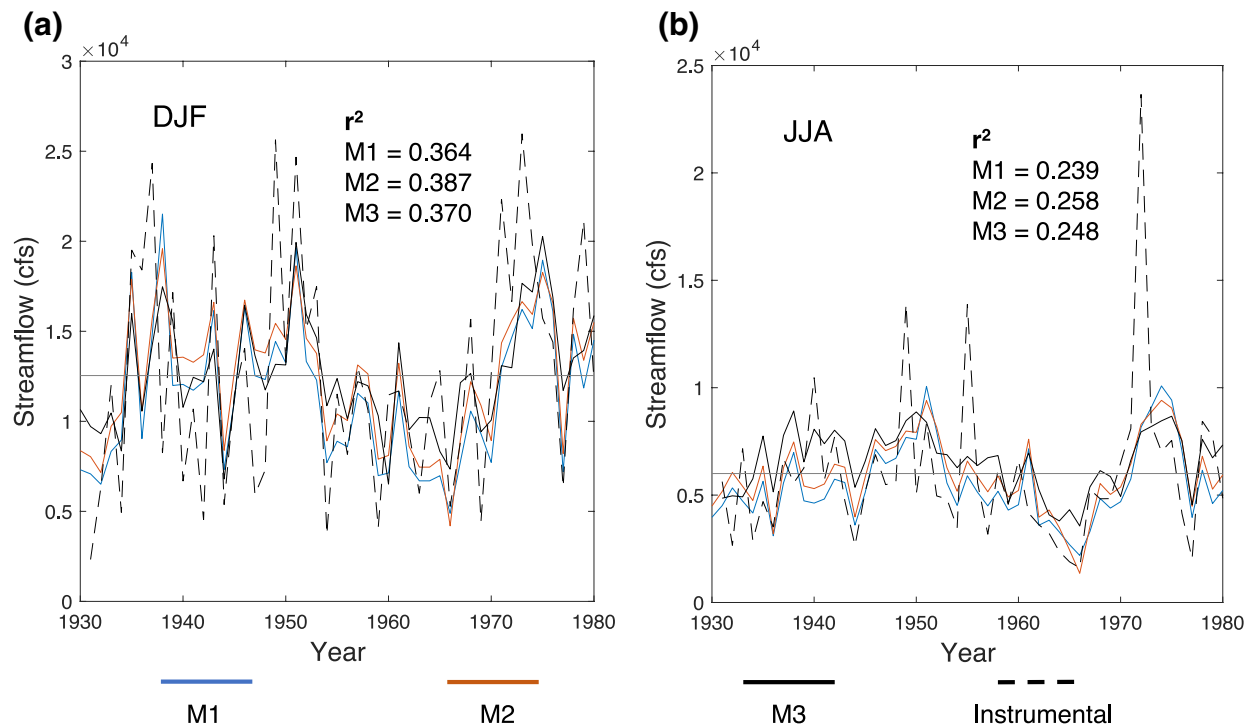 (a)
×10⁴
3
2.5
2
1.5
1
0.5
0
1930 1940 1950 1960 1970 1980
Streamflow (cfs)
Year
DJF
r²
M1 = 0.364
M2 = 0.387
M3 = 0.370
(b)
×10⁴
2.5
2
1.5
1
0.5
0
1930 1940 1950 1960 1970 1980
Streamflow (cfs)
Year
JJA
r²
M1 = 0.239
M2 = 0.258
M3 = 0.248
M1 M2 M3 Instrumental